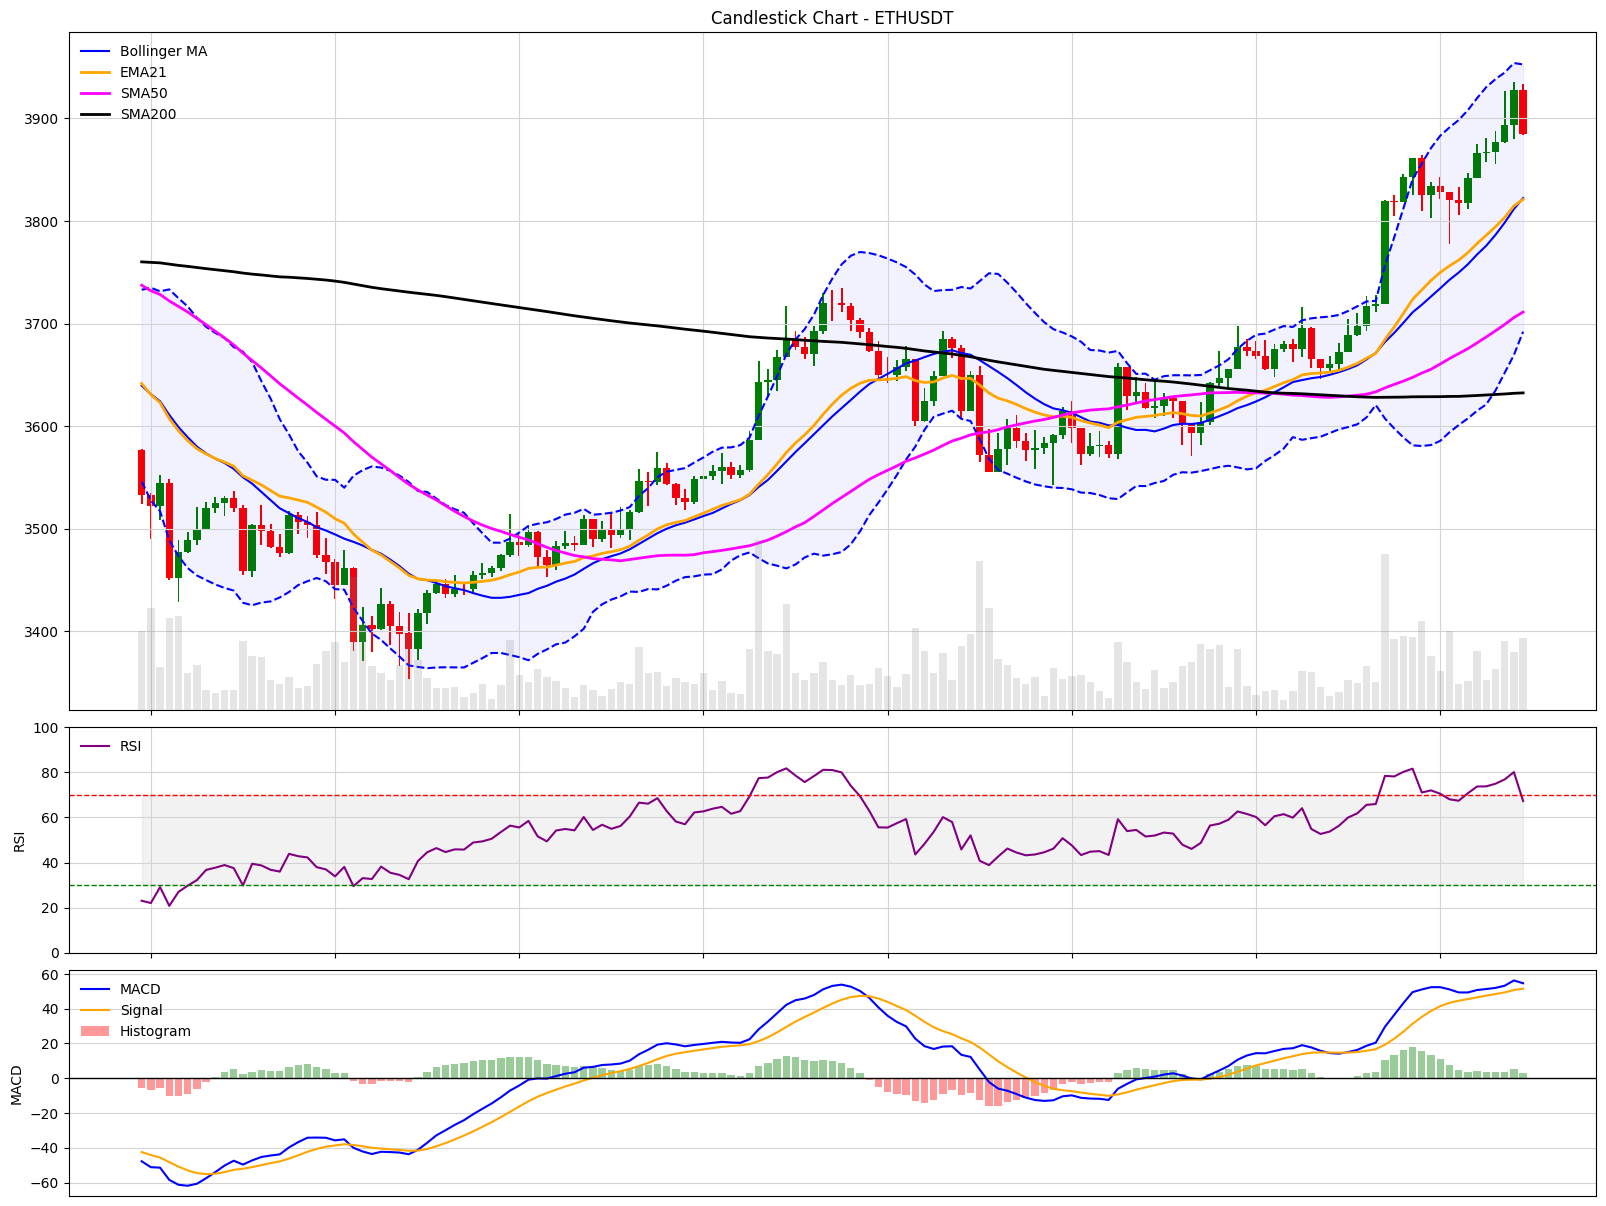 Candlestick Chart - ETHUSDT
Bollinger MA
EMA21
SMA50
SMA200
3900
3800
3700
3600
3500
3400
RSI
100
80
60
40
20
0
RSI
MACD
Signal
Histogram
60
40
20
0
−20
−40
−60
MACD